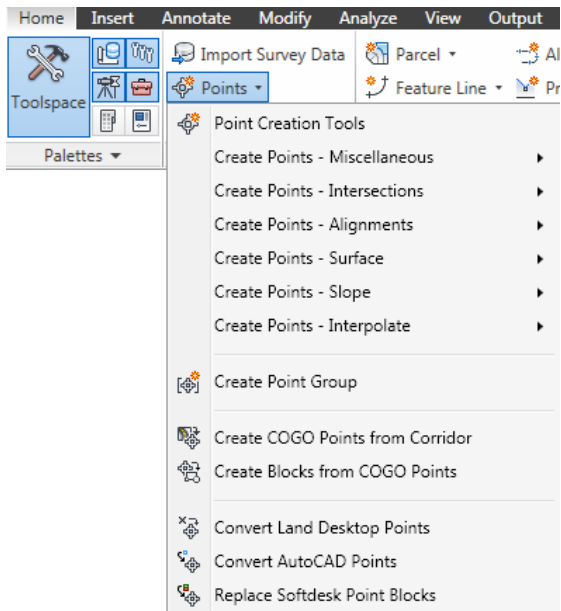 Home Insert Annotate Modify Analyze View Output
Import Survey Data Parcel Al
Points Feature Line Pr
Toolspace
Palettes
Point Creation Tools
Create Points - Miscellaneous
Create Points - Intersections
Create Points - Alignments
Create Points - Surface
Create Points - Slope
Create Points - Interpolate
Create Point Group
Create COGO Points from Corridor
Create Blocks from COGO Points
Convert Land Desktop Points
Convert AutoCAD Points
Replace Softdesk Point Blocks